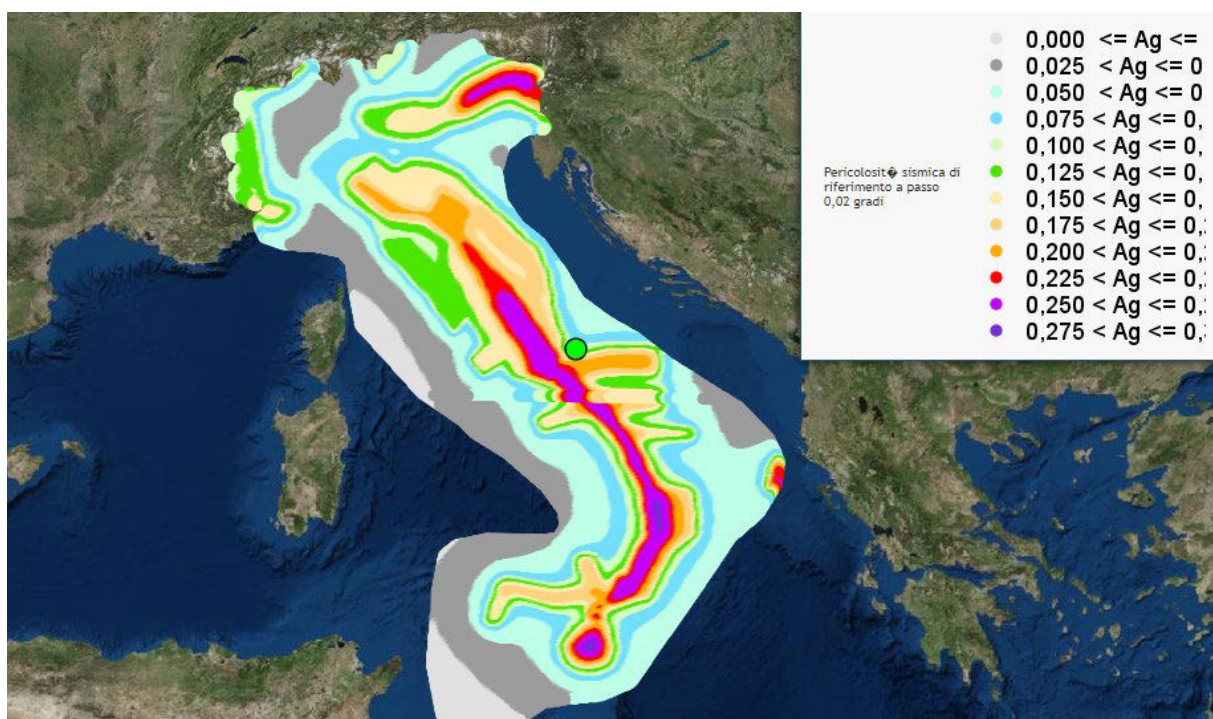 0,000 <= Ag <=
0,025 < Ag <= 0
0,050 < Ag <= 0
0,075 < Ag <= 0,
0,100 < Ag <= 0,
0,125 < Ag <= 0,
Pericolosit� sismica di
riferimento a passo
0,02 gradi
0,150 < Ag <= 0,
0,175 < Ag <= 0,
0,200 < Ag <= 0,
0,225 < Ag <= 0,
0,250 < Ag <= 0,
0,275 < Ag <= 0,